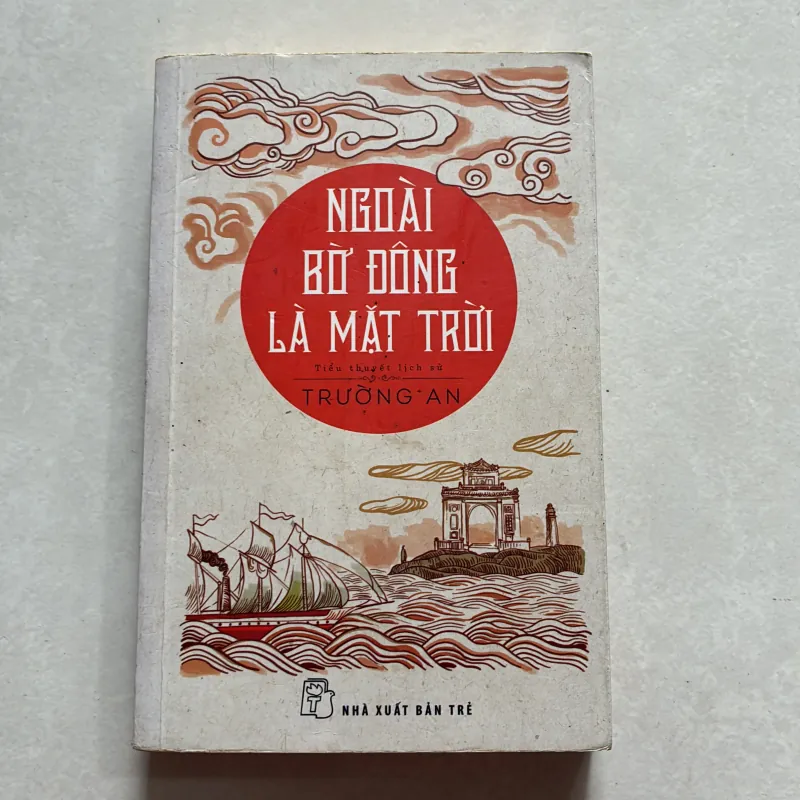 NGOÀI
BỜ ĐÔNG
LÀ MẶT TRỜI
Tiểu thuyết lịch sử
TRƯỜNG AN
NHÀ XUẤT BẢN TRẺ